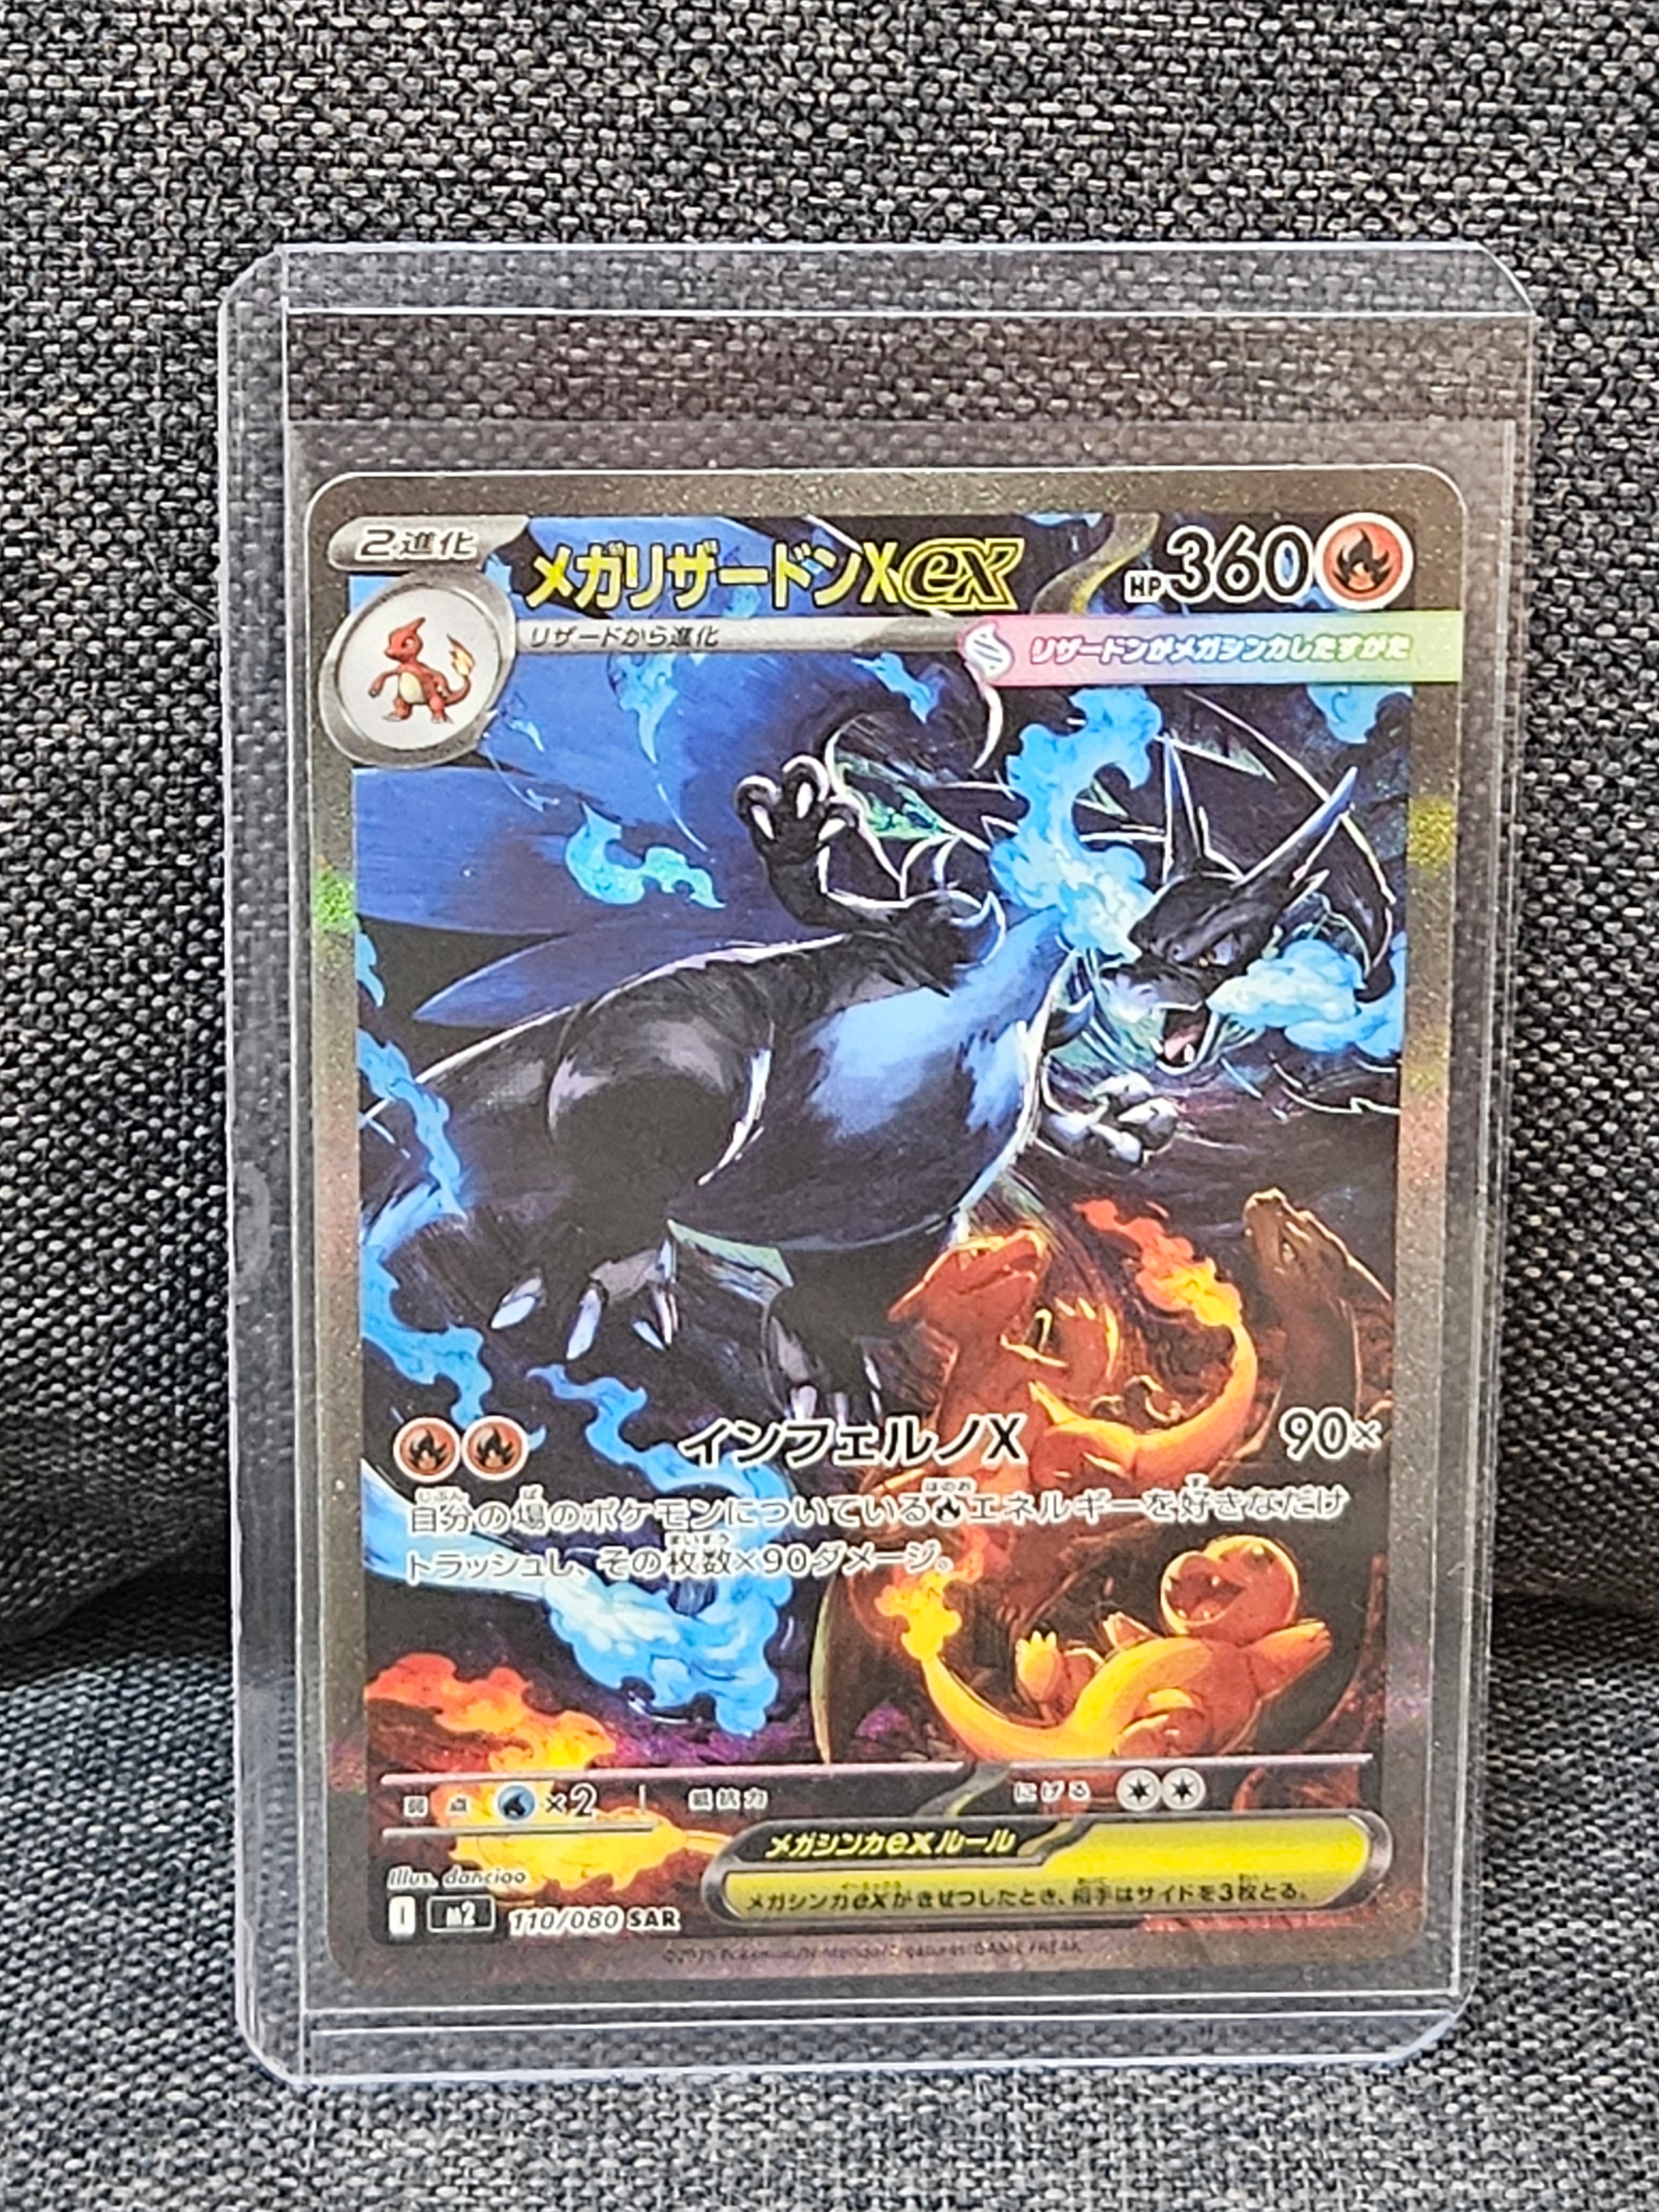 2進化
メガリザードンXex
HP360
リザードから進化
リザードンがメガシンカしたすがた
インフェルノX 90×
自分の場のポケモンについているエネルギーを好きなだけ
トラッシュし、その枚数×90ダメージ。
弱点 ×2 抵抗力 にげる
メガシンカexルール
メガシンカexがきぜつしたとき、相手はサイドを3枚とる。
Illus. danciao
I M2 110/080 SAR